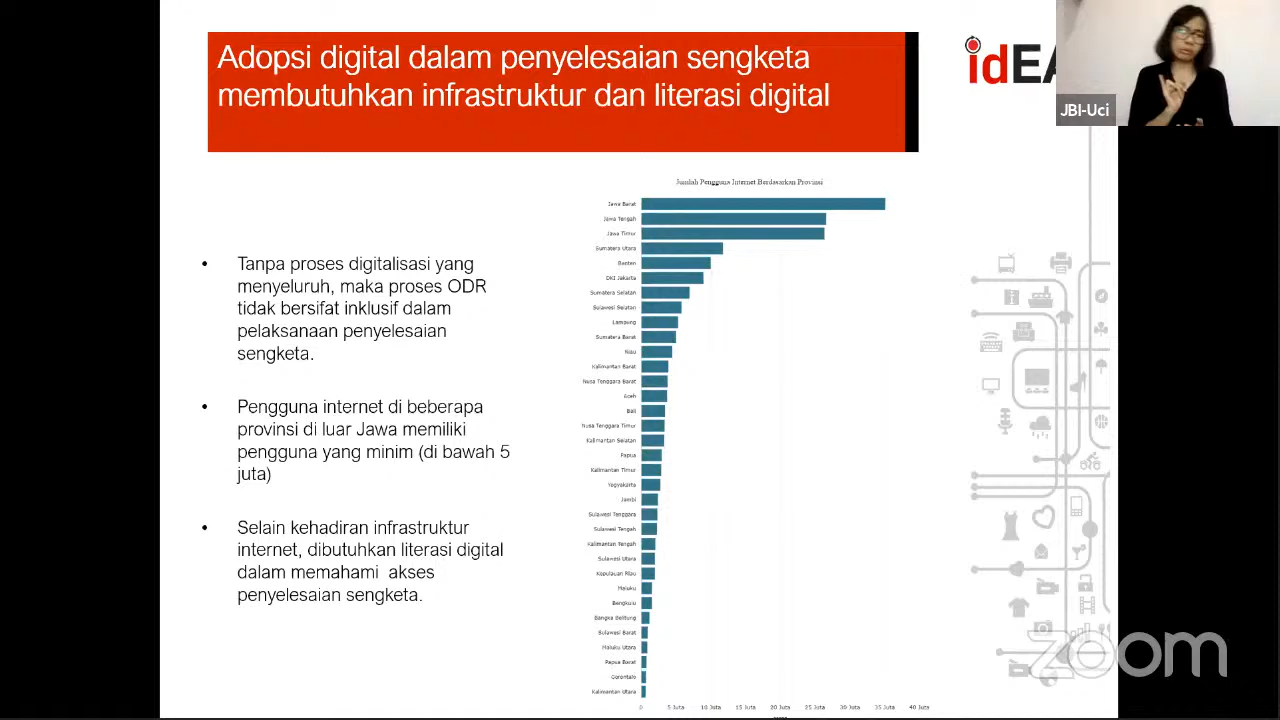 Adopsi digital dalam penyelesaian sengketa
membutuhkan infrastruktur dan literasi digital
idEA
JBI-Uci
Tanpa proses digitalisasi yang
menyeluruh, maka proses ODR
tidak bersifat inklusif dalam
pelaksanaan penyelesaian
sengketa.
Pengguna internet di beberapa
provinsi di luar Jawa memiliki
pengguna yang minim (di bawah 5
juta)
Selain kehadiran infrastruktur
internet, dibutuhkan literasi digital
dalam memahami akses
penyelesaian sengketa.
Jumlah Pengguna Internet Berdasarkan Provinsi
Jawa Barat
Jawa Tengah
Jawa Timur
Sumatera Utara
Banten
DKI Jakarta
Sumatera Selatan
Sulawesi Selatan
Lampung
Sumatera Barat
Riau
Kalimantan Barat
Nusa Tenggara Barat
Aceh
Bali
Nusa Tenggara Timur
Kalimantan Selatan
Papua
Kalimantan Timur
Yogyakarta
Jambi
Sulawesi Tenggara
Sulawesi Tengah
Kalimantan Tengah
Sulawesi Utara
Kepulauan Riau
Maluku
Bengkulu
Bangka Belitung
Sulawesi Barat
Maluku Utara
Papua Barat
Gorontalo
Kalimantan Utara
0 5 Juta 10 Juta 15 Juta 20 Juta 25 Juta 30 Juta 35 Juta 40 Juta
zoom